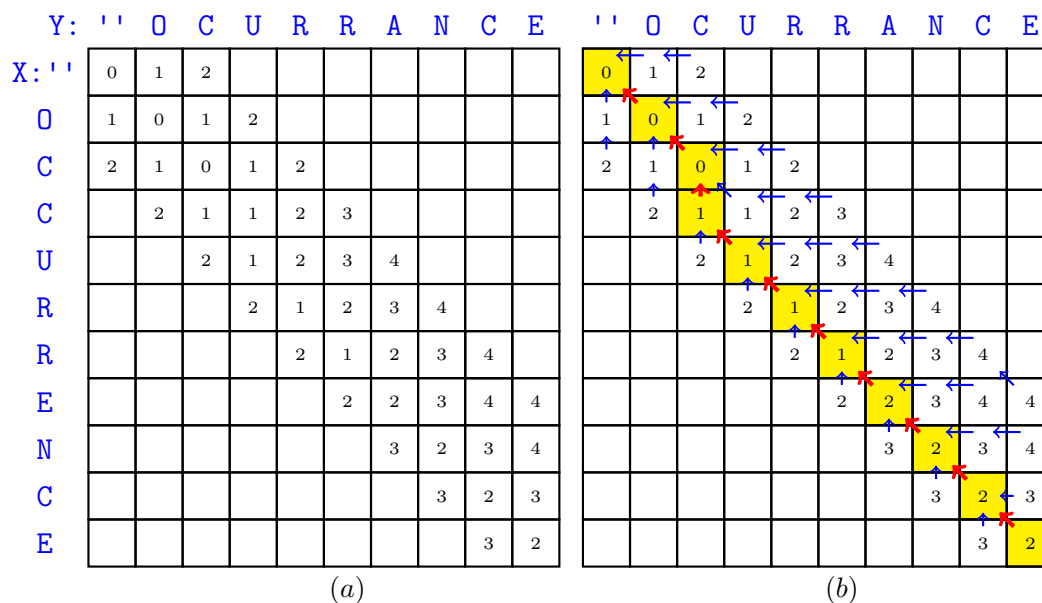 Y: '' O C U R R A N C E '' O C U R R A N C E
X:'' 0 1 2 0 1 2
O 1 0 1 2 1 0 1 2
C 2 1 0 1 2 2 1 0 1 2
C 2 1 1 2 3 2 1 1 2 3
U 2 1 2 3 4 2 1 2 3 4
R 2 1 2 3 4 2 1 2 3 4
R 2 1 2 3 4 2 1 2 3 4
E 2 2 3 4 4 2 2 3 4 4
N 3 2 3 4 3 2 3 4
C 3 2 3 3 2 3
E 3 2 3 2
(a) (b)